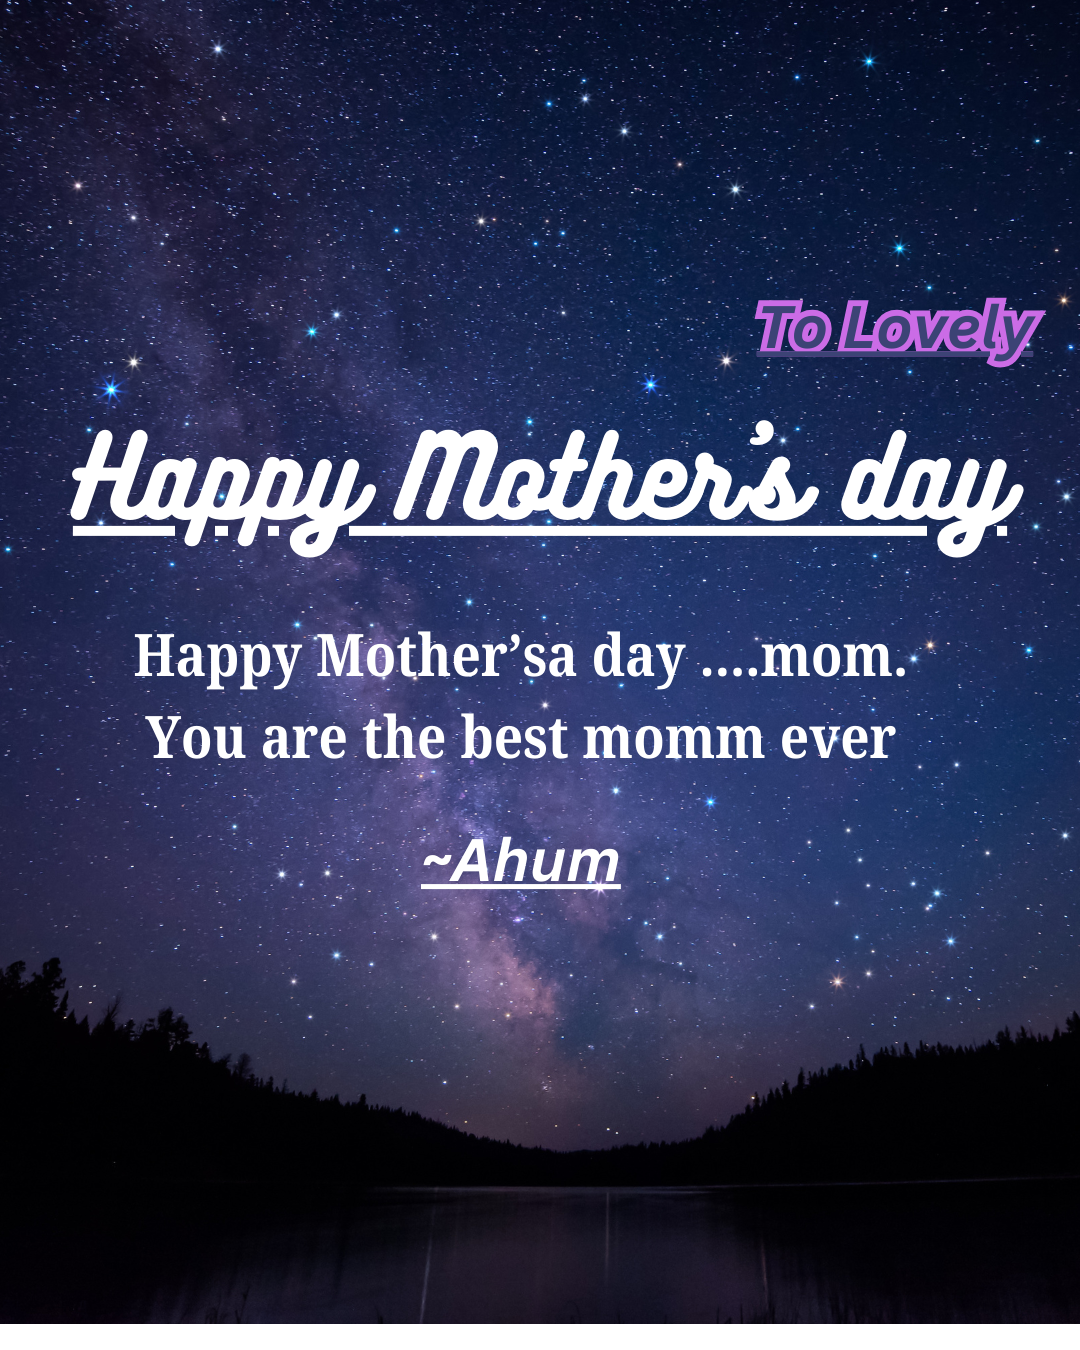 To Lovely
Happy Mother’s day
Happy Mother’sa day ....mom.
You are the best momm ever
~Ahum